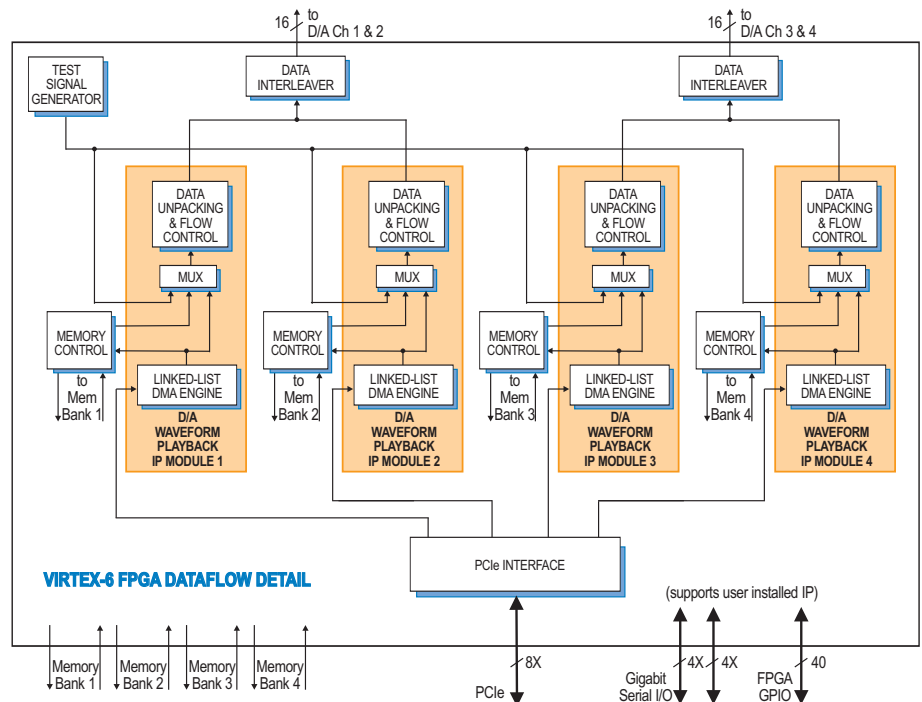 16
to
D/A Ch 1 & 2
16
to
D/A Ch 3 & 4
TEST
SIGNAL
GENERATOR
DATA
INTERLEAVER
DATA
INTERLEAVER
DATA
UNPACKING
& FLOW
CONTROL
DATA
UNPACKING
& FLOW
CONTROL
DATA
UNPACKING
& FLOW
CONTROL
DATA
UNPACKING
& FLOW
CONTROL
MUX
MUX
MUX
MUX
MEMORY
CONTROL
MEMORY
CONTROL
MEMORY
CONTROL
MEMORY
CONTROL
to
Mem
Bank 1
LINKED-LIST
DMA ENGINE
D/A
WAVEFORM
PLAYBACK
IP MODULE 1
to
Mem
Bank 2
LINKED-LIST
DMA ENGINE
D/A
WAVEFORM
PLAYBACK
IP MODULE 2
to
Mem
Bank 3
LINKED-LIST
DMA ENGINE
D/A
WAVEFORM
PLAYBACK
IP MODULE 3
to
Mem
Bank 4
LINKED-LIST
DMA ENGINE
D/A
WAVEFORM
PLAYBACK
IP MODULE 4
PCIe INTERFACE
VIRTEX-6 FPGA DATAFLOW DETAIL
(supports user installed IP)
Memory
Bank 1
Memory
Bank 2
Memory
Bank 3
Memory
Bank 4
8X
PCIe
4X
4X
Gigabit
Serial I/O
40
FPGA
GPIO